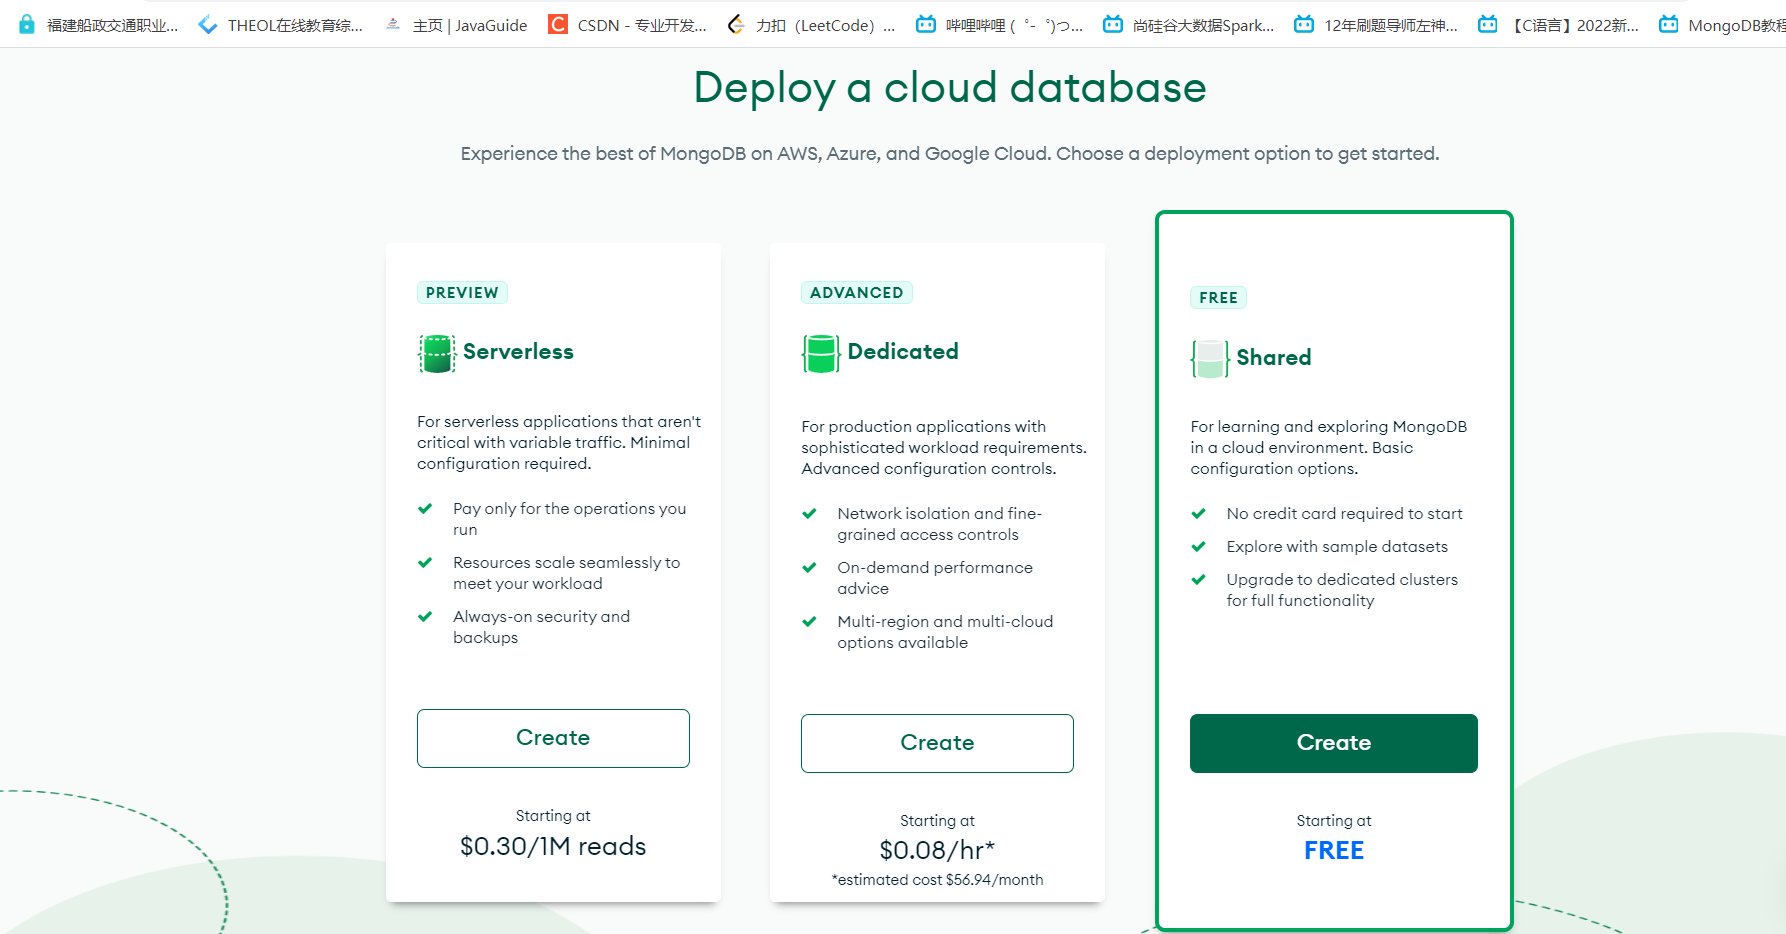 福建船政交通职业... THEOL在线教育综... 主页 | JavaGuide C CSDN - 专业开发... 力扣（LeetCode）... 哔哩哔哩 (゜-゜)つ... 尚硅谷大数据Spark... 12年刷题导师左神... 【C语言】2022新... MongoDB教程
Deploy a cloud database
Experience the best of MongoDB on AWS, Azure, and Google Cloud. Choose a deployment option to get started.
PREVIEW
Serverless
For serverless applications that aren't
critical with variable traffic. Minimal
configuration required.
Pay only for the operations you
run
Resources scale seamlessly to
meet your workload
Always-on security and
backups
Create
Starting at
$0.30/1M reads
ADVANCED
Dedicated
For production applications with
sophisticated workload requirements.
Advanced configuration controls.
Network isolation and fine-
grained access controls
On-demand performance
advice
Multi-region and multi-cloud
options available
Create
Starting at
$0.08/hr*
*estimated cost $56.94/month
FREE
Shared
For learning and exploring MongoDB
in a cloud environment. Basic
configuration options.
No credit card required to start
Explore with sample datasets
Upgrade to dedicated clusters
for full functionality
Create
Starting at
FREE